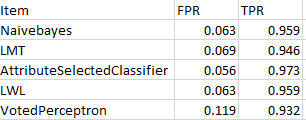 Item FPR TPR
Naivebayes 0.063 0.959
LMT 0.069 0.946
AttributeSelectedClassifier 0.056 0.973
LWL 0.063 0.959
VotedPerceptron 0.119 0.932